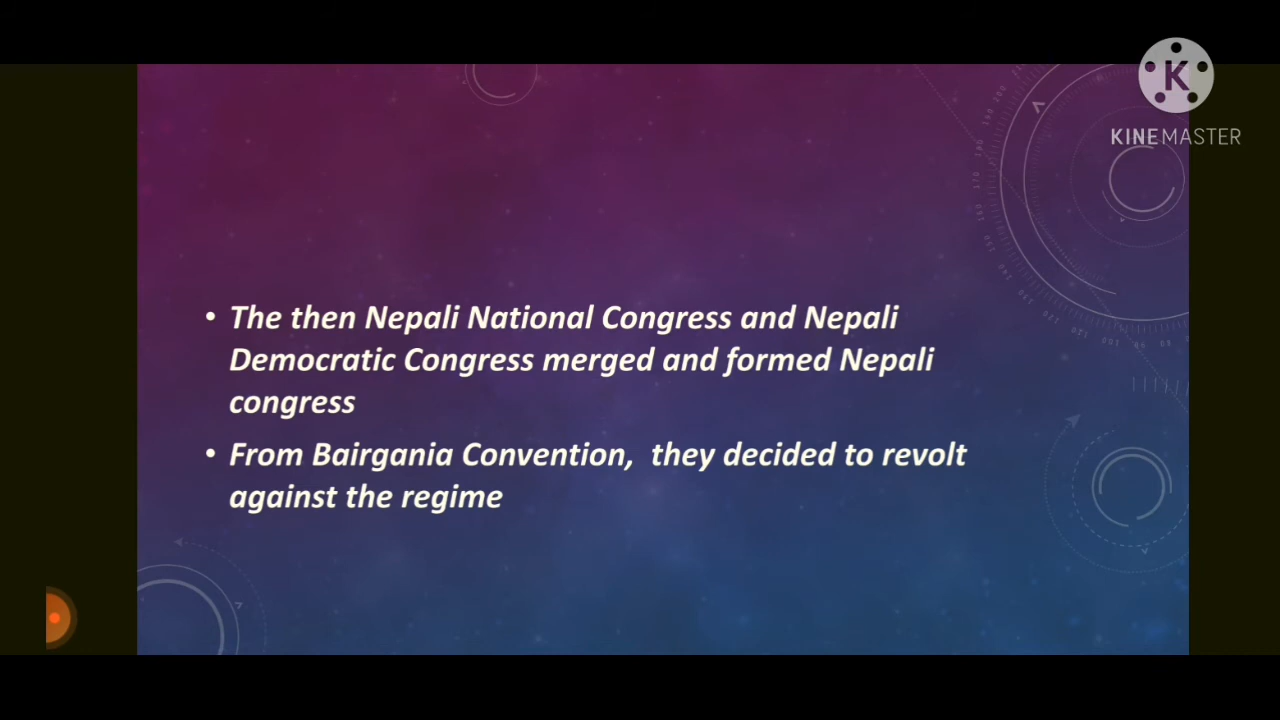 K
KINEMASTER
• The then Nepali National Congress and Nepali
Democratic Congress merged and formed Nepali
congress
• From Bairgania Convention,  they decided to revolt
against the regime